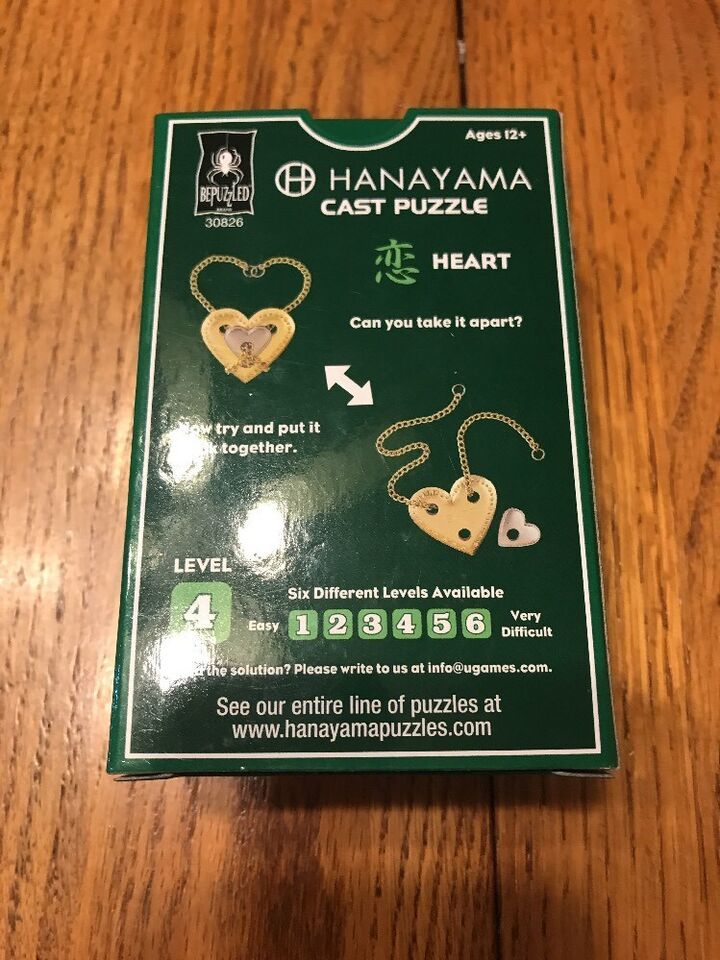 Ages 12+
BEPUZZLED
30826
HANAYAMA
CAST PUZZLE
恋 HEART
Can you take it apart?
try and put it
together.
LEVEL
4
Six Different Levels Available
Easy 1 2 3 4 5 6 Very Difficult
the solution? Please write to us at info@ugames.com.
See our entire line of puzzles at
www.hanayamapuzzles.com